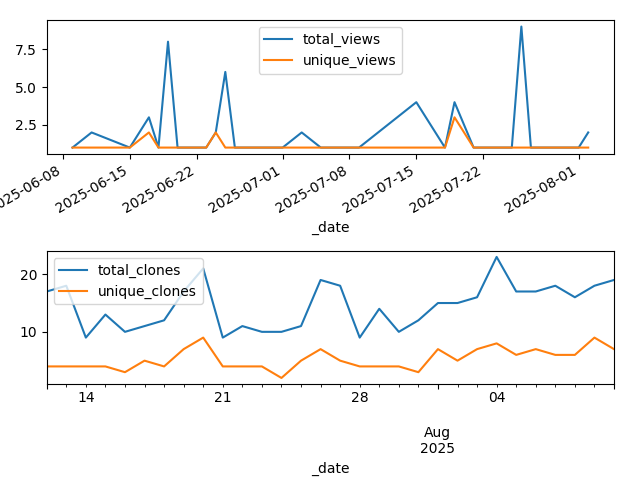 total_views
unique_views
7.5
5.0
2.5
2025-06-08
2025-06-15
2025-06-22
2025-07-01
2025-07-08
2025-07-15
2025-07-22
2025-08-01
_date
total_clones
unique_clones
20
10
14
21
28
04
Aug
2025
_date